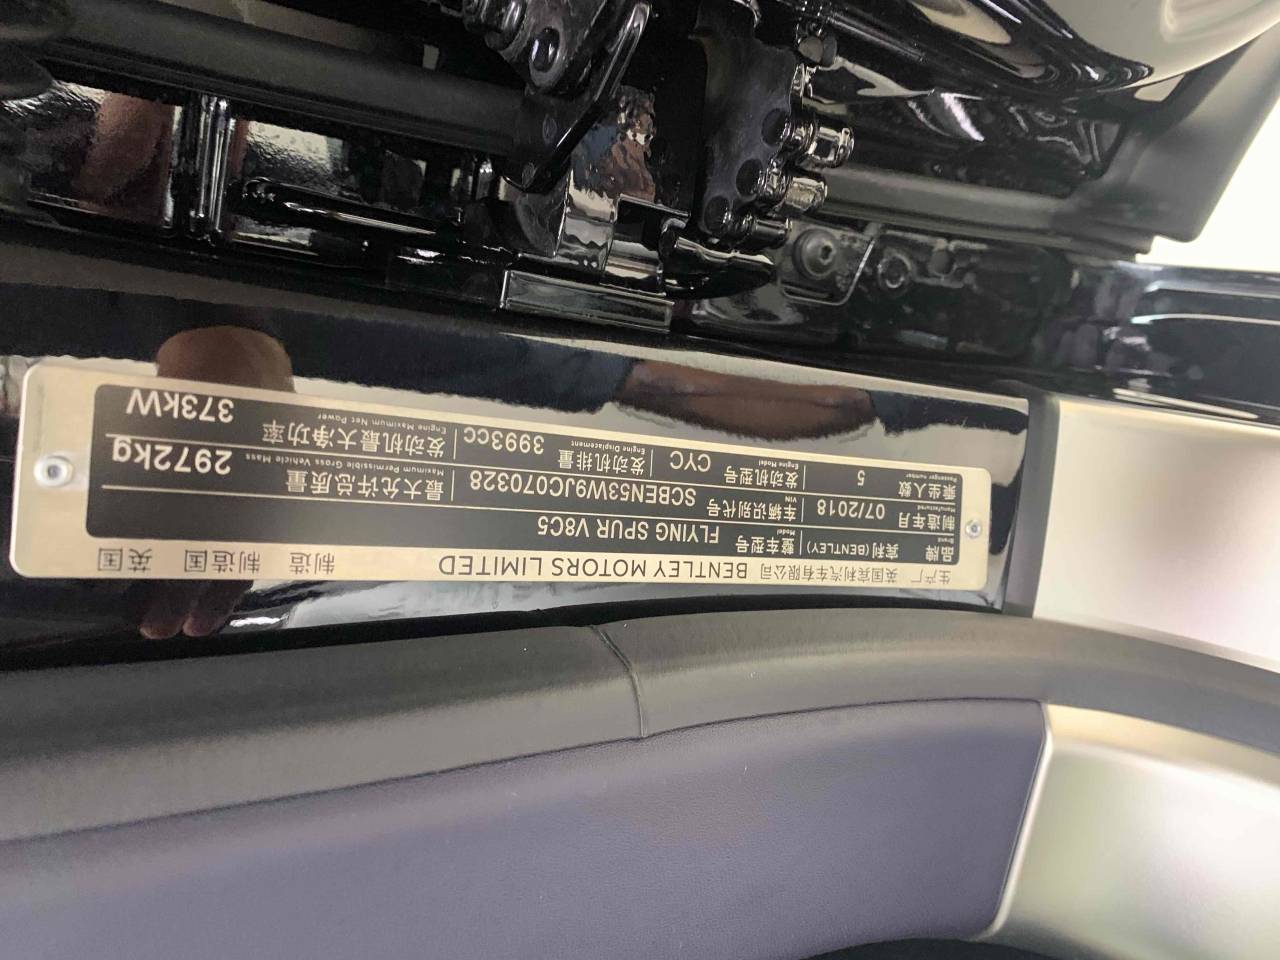 生产厂 英国宾利汽车有限公司 BENTLEY MOTORS LIMITED 制造 制造国 英国
品牌 Brand 宾利(BENTLEY) 整车型号 Model FLYING SPUR V8C5
制造年月 Manufactured 07/2018 车辆识别代号 VIN SCBEN53W9JC070328 最大允许总质量 Maximum Permissible Gross Vehicle Mass 2972kg
乘坐人数 Passenger number 5 发动机型号 Engine Model CYC 发动机排量 Engine Displacement 3993CC 发动机最大净功率 Engine Maximum Net Power 373kW